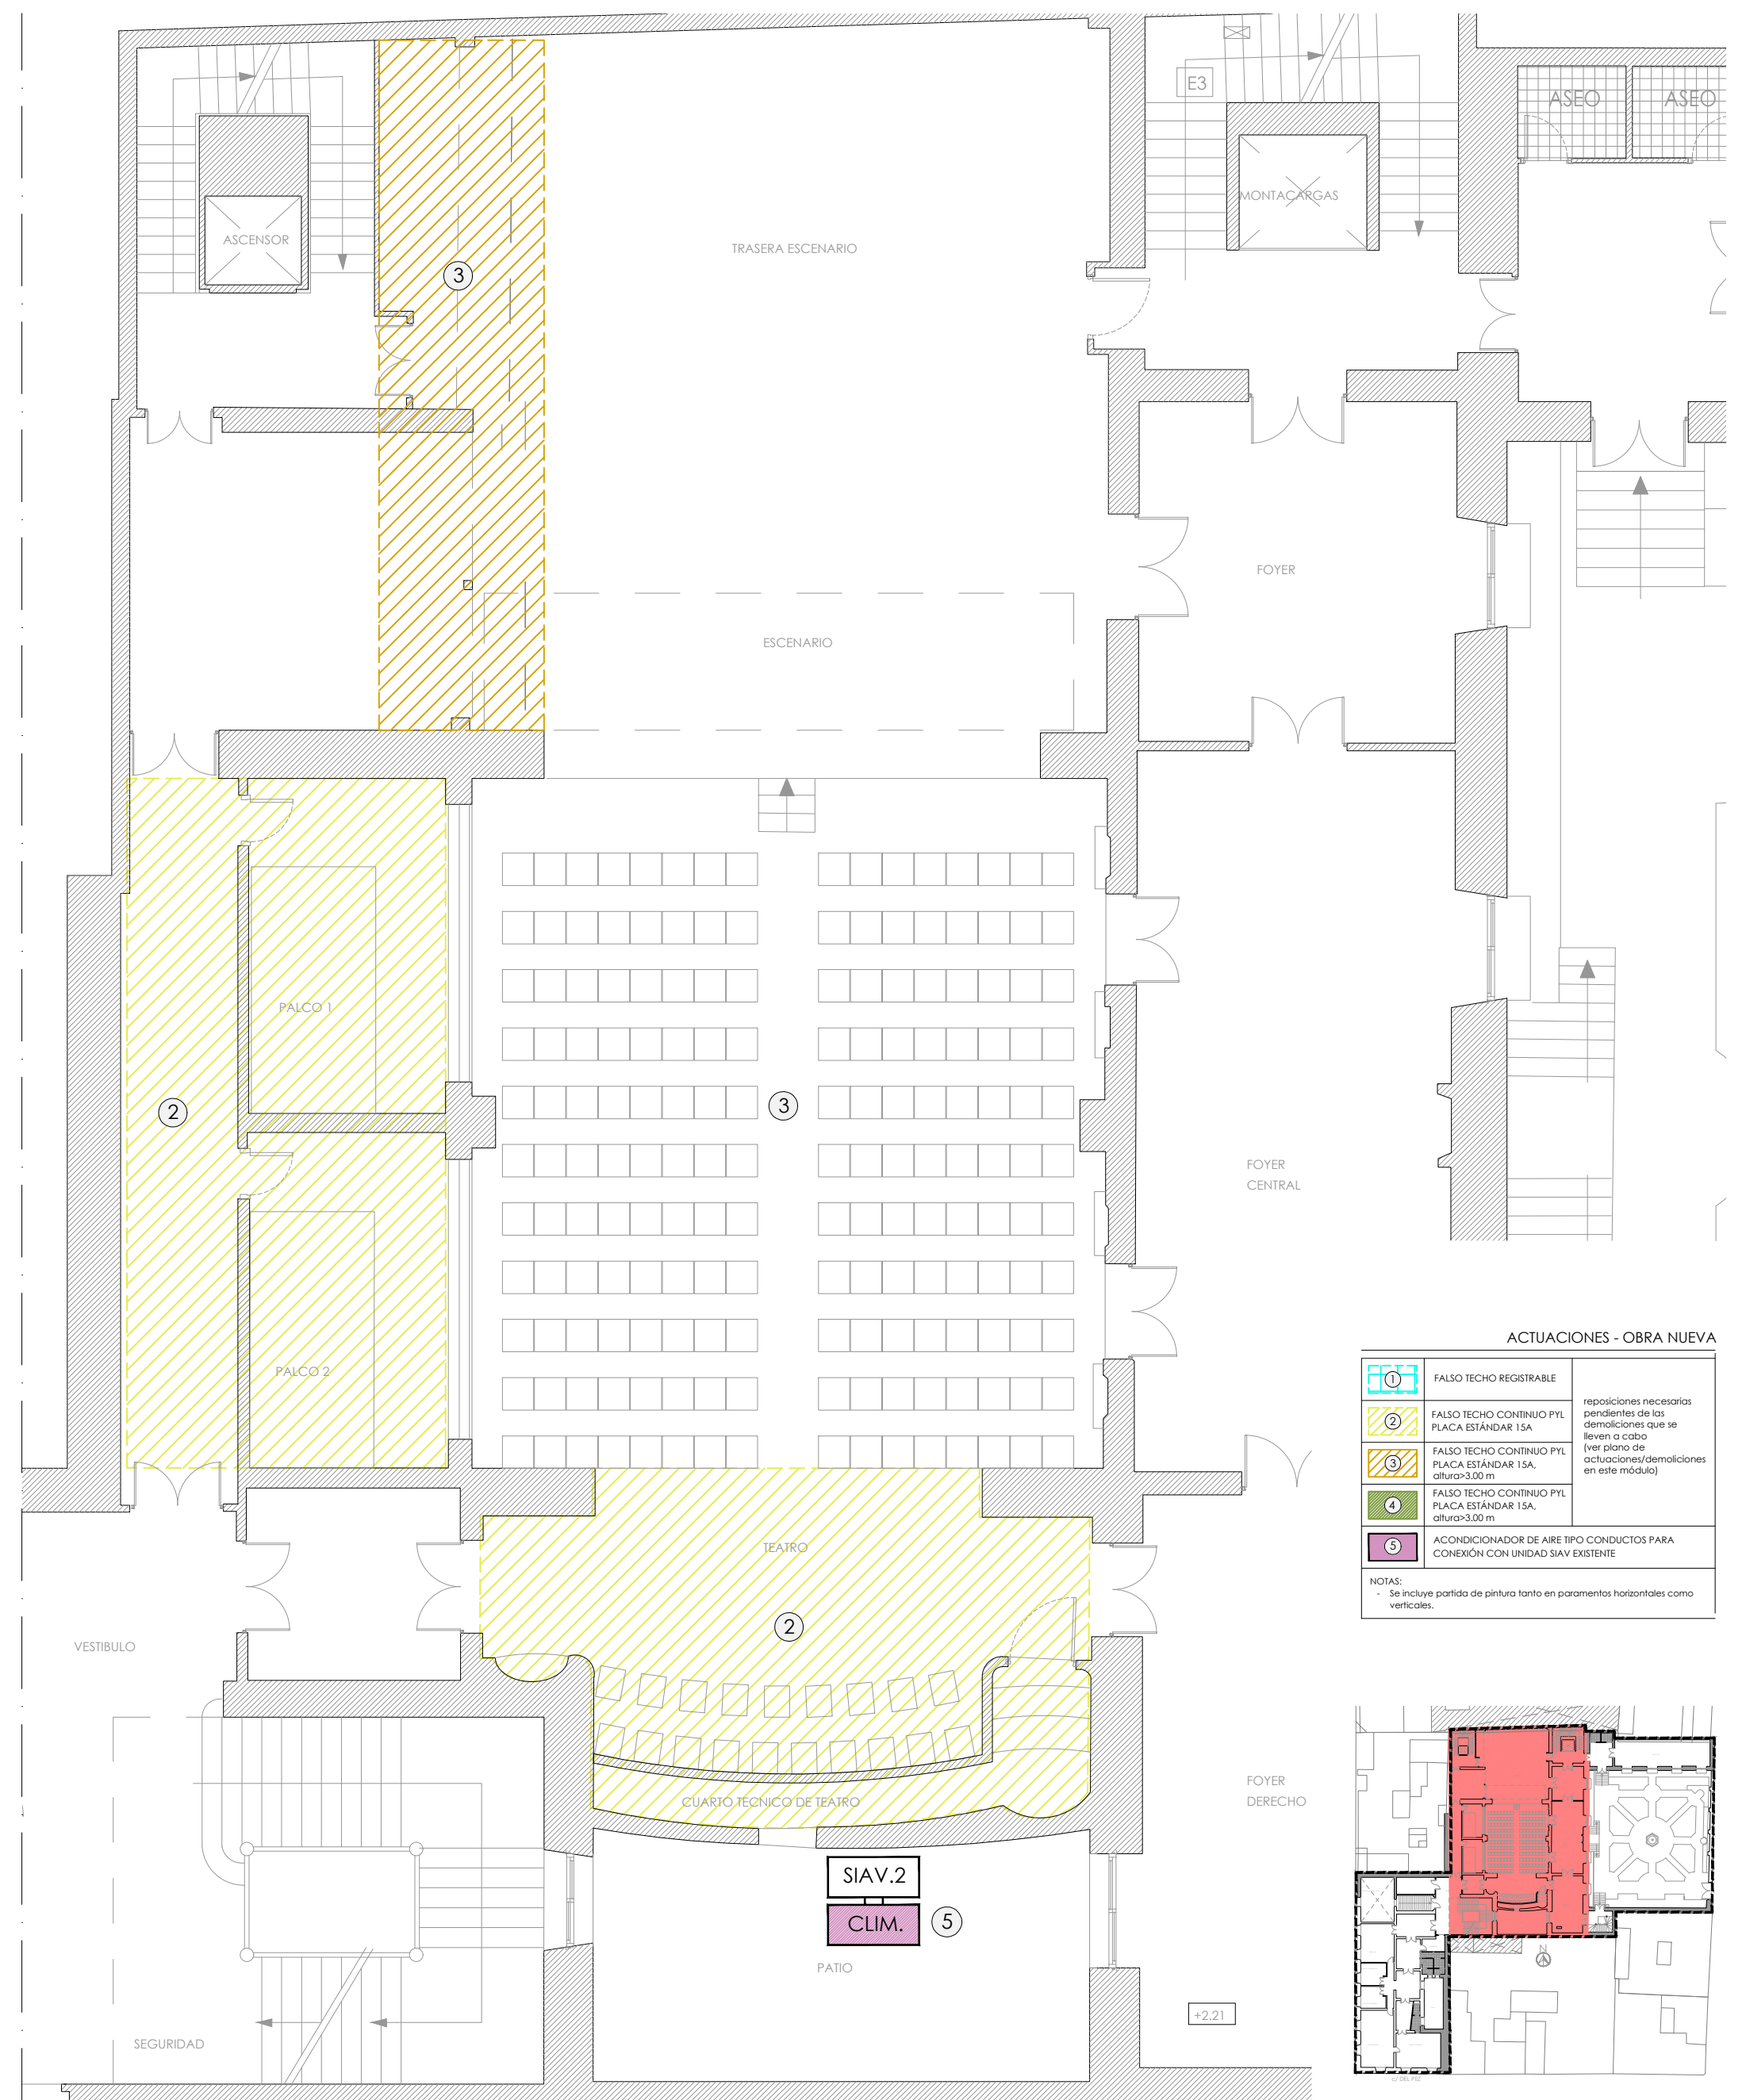 E3
ASEO
ASEO
MONTACARGAS
ASCENSOR
TRASERA ESCENARIO
3
FOYER
ESCENARIO
PALCO 1
2
3
FOYER
CENTRAL
PALCO 2
TEATRO
2
VESTIBULO
CUARTO TECNICO DE TEATRO
FOYER
DERECHO
SIAV.2
CLIM.
5
PATIO
+2.21
SEGURIDAD
ACTUACIONES - OBRA NUEVA
1
FALSO TECHO REGISTRABLE
2
FALSO TECHO CONTINUO PYL
PLACA ESTÁNDAR 15A
3
FALSO TECHO CONTINUO PYL
PLACA ESTÁNDAR 15A,
altura>3.00 m
4
FALSO TECHO CONTINUO PYL
PLACA ESTÁNDAR 15A,
altura>3.00 m
reposiciones necesarias
pendientes de las
demoliciones que se
lleven a cabo
(ver plano de
actuaciones/demoliciones
en este módulo)
5
ACONDICIONADOR DE AIRE TIPO CONDUCTOS PARA
CONEXIÓN CON UNIDAD SIAV EXISTENTE
NOTAS:
- Se incluye partida de pintura tanto en paramentos horizontales como
verticales.
N
C/ DEL PEZ